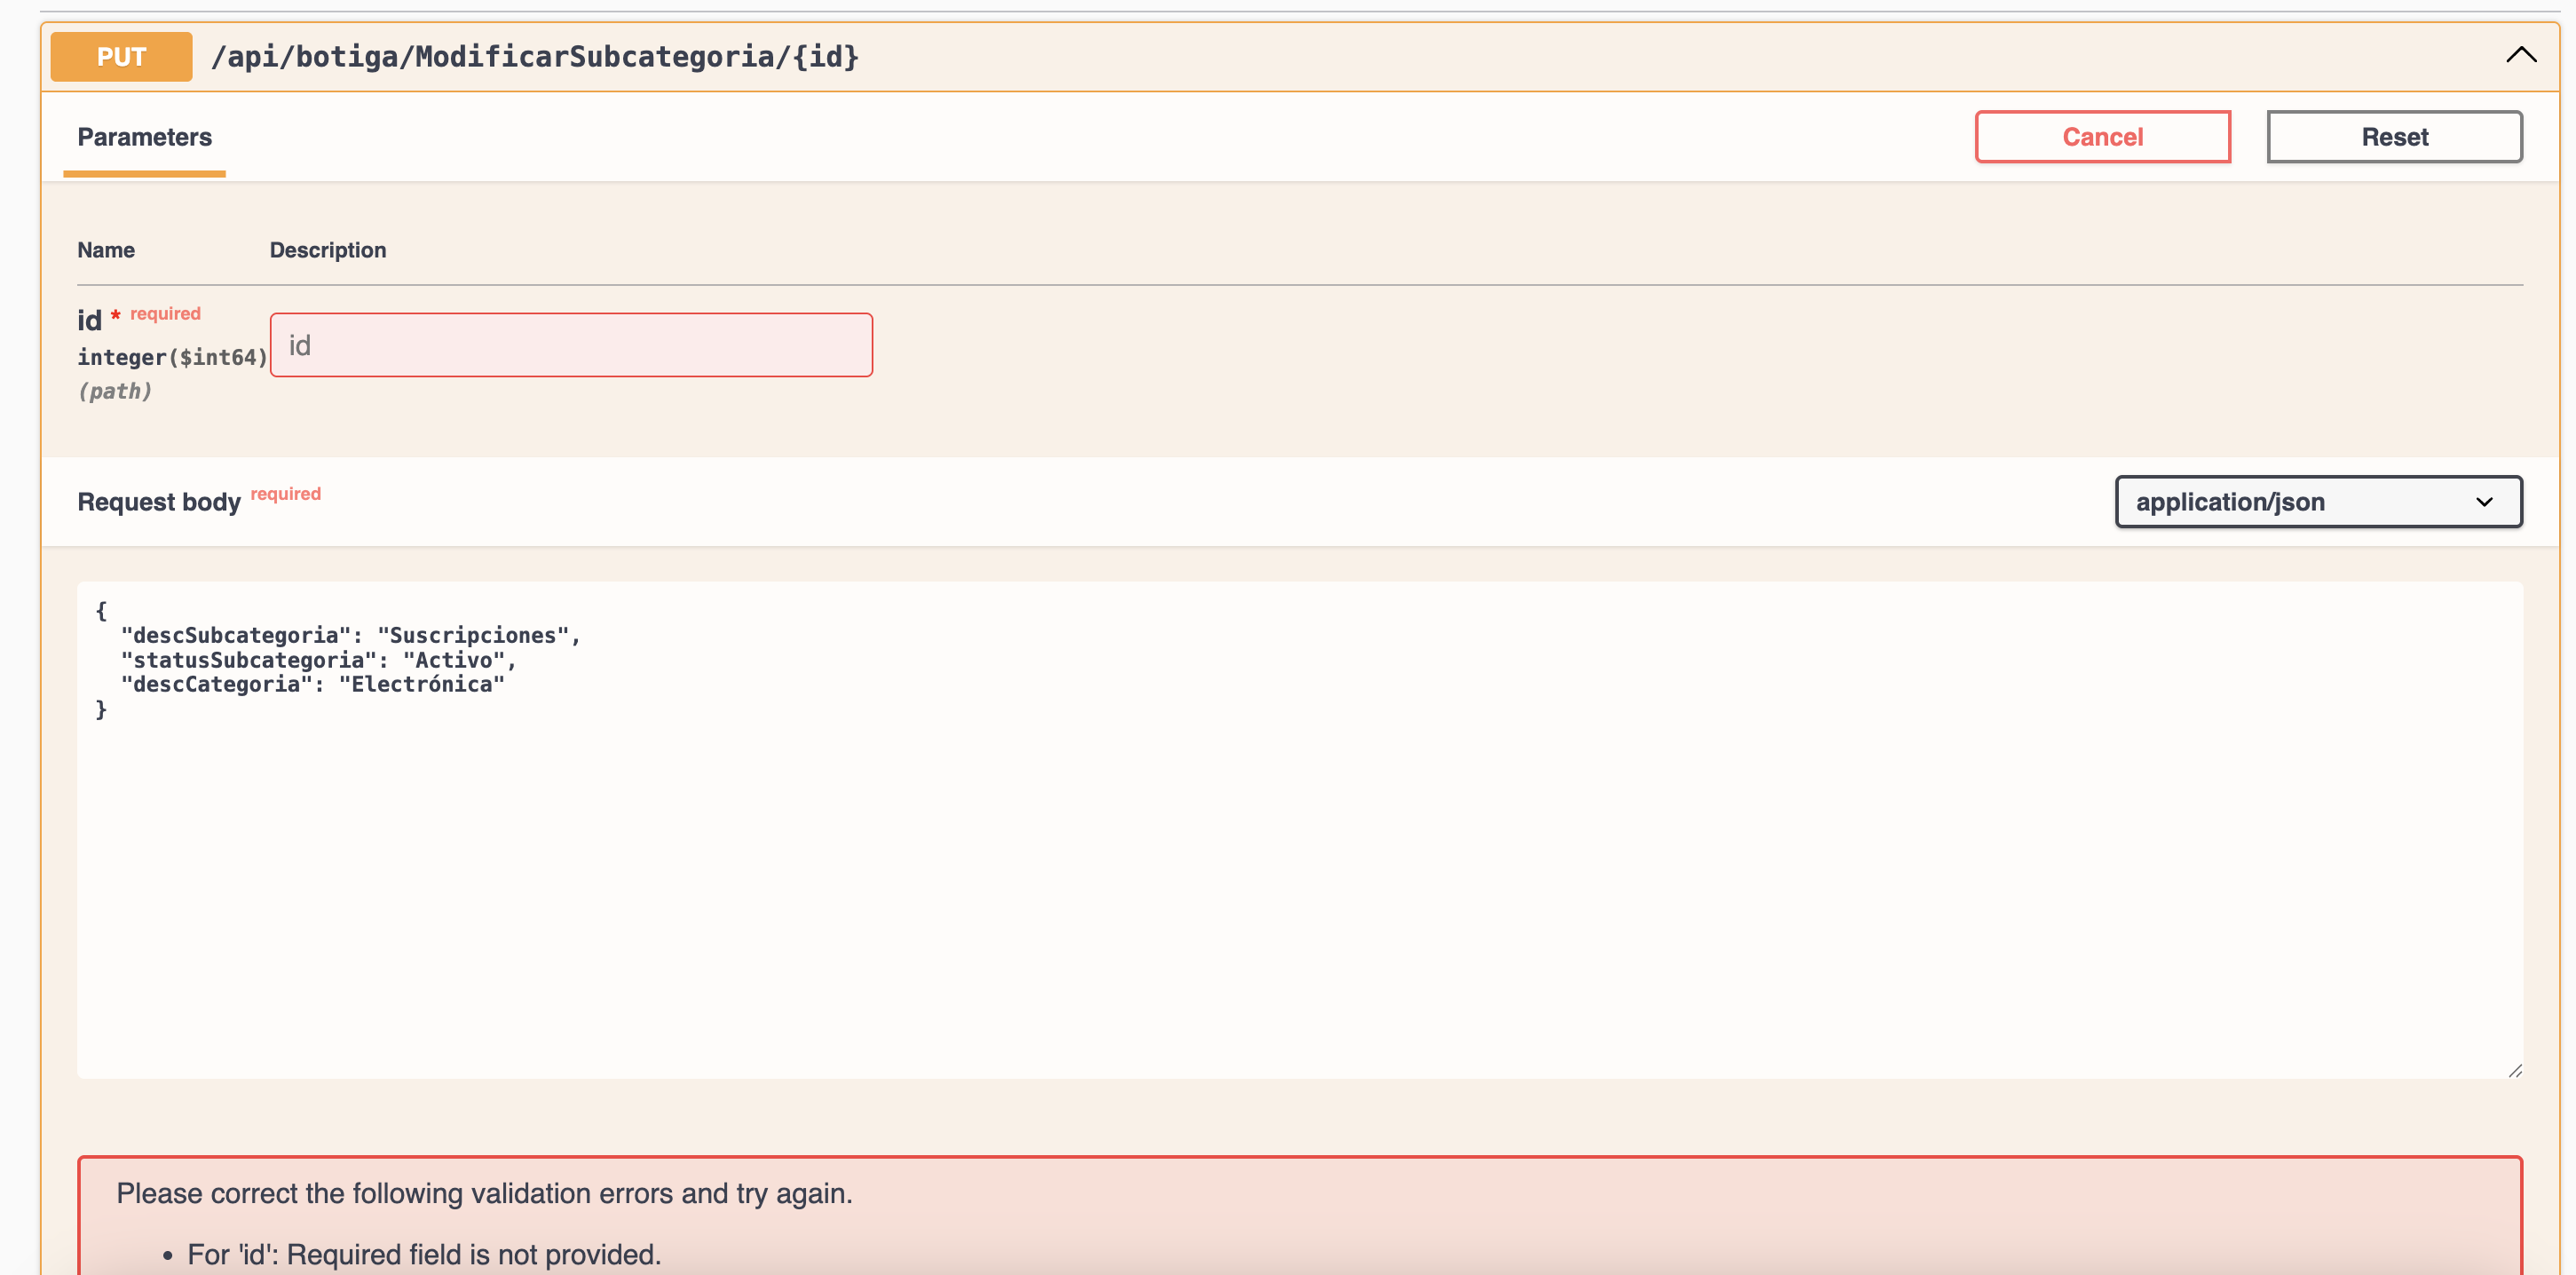 PUT /api/botiga/ModificarSubcategoria/{id}
Parameters
Cancel
Reset
Name Description
id * required
integer($int64)
(path)
id
Request body required
application/json
{
"descSubcategoria": "Suscripciones",
"statusSubcategoria": "Activo",
"descCategoria": "Electrónica"
}
Please correct the following validation errors and try again.
• For 'id': Required field is not provided.